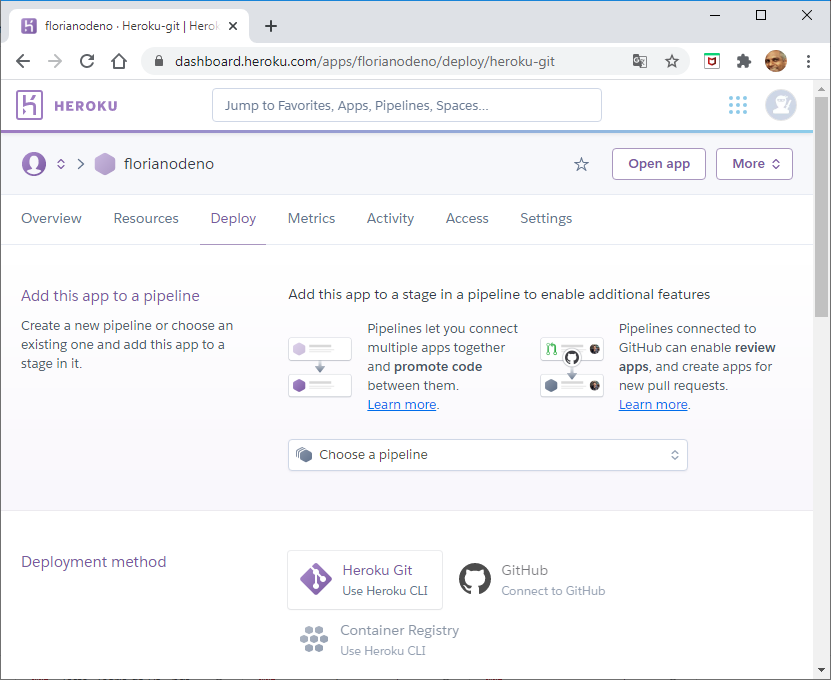 florianodeno · Heroku-git | Herok
dashboard.heroku.com/apps/florianodeno/deploy/heroku-git
HEROKU
Jump to Favorites, Apps, Pipelines, Spaces...
florianodeno
Open app
More
Overview
Resources
Deploy
Metrics
Activity
Access
Settings
Add this app to a pipeline
Create a new pipeline or choose an
existing one and add this app to a
stage in it.
Add this app to a stage in a pipeline to enable additional features
Pipelines let you connect
multiple apps together
and promote code
between them.
Learn more.
Pipelines connected to
GitHub can enable review
apps, and create apps for
new pull requests.
Learn more.
Choose a pipeline
Deployment method
Heroku Git
Use Heroku CLI
GitHub
Connect to GitHub
Container Registry
Use Heroku CLI